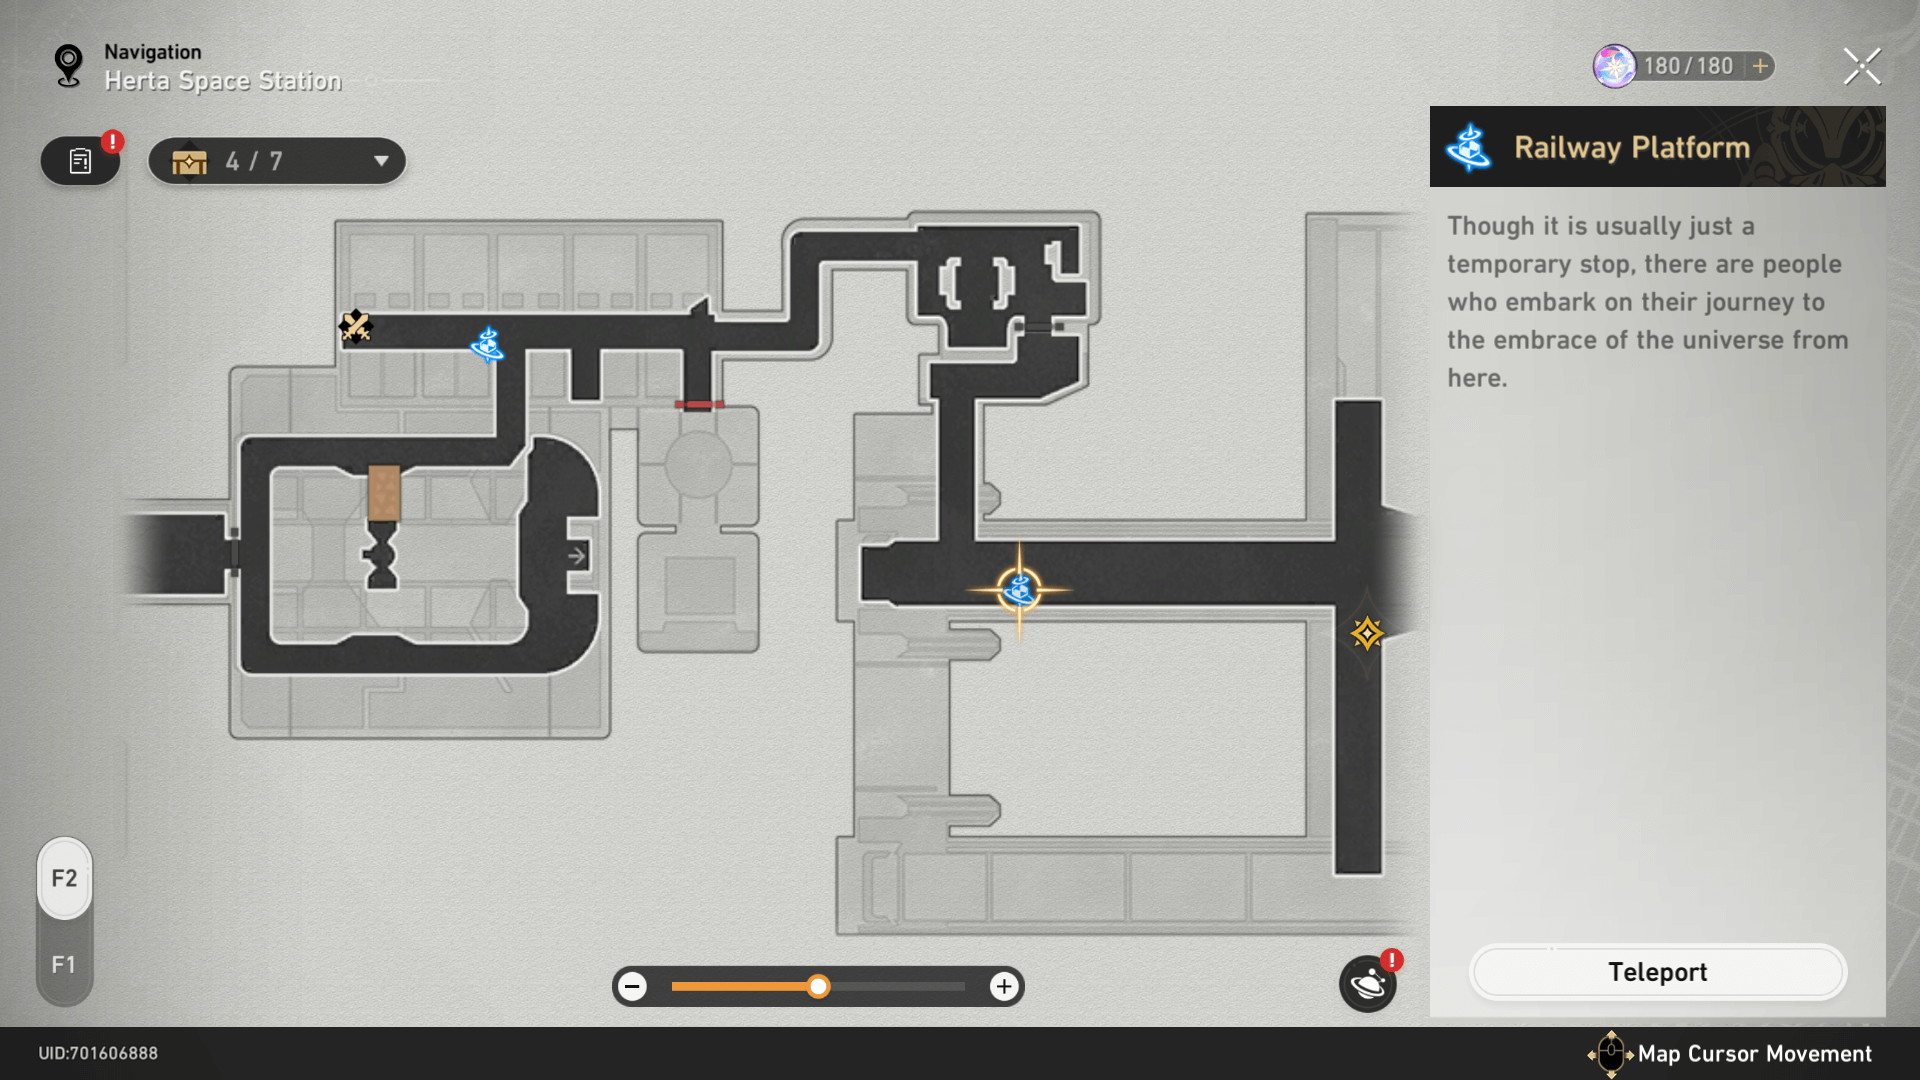 Navigation
Herta Space Station
180/180
4 / 7
Railway Platform
Though it is usually just a
temporary stop, there are people
who embark on their journey to
the embrace of the universe from
here.
F2
F1
Teleport
UID:701606888
Map Cursor Movement